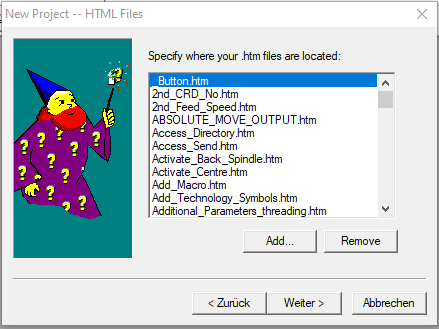 New Project -- HTML Files
Specify where your .htm files are located:
_Button.htm
2nd_CRD_No.htm
2nd_Feed_Speed.htm
ABSOLUTE_MOVE_OUTPUT.htm
Access_Directory.htm
Access_Send.htm
Activate_Back_Spindle.htm
Activate_Centre.htm
Add_Macro.htm
Add_Technology_Symbols.htm
Additional_Parameters_threading.htm
Add...
Remove
< Zurück
Weiter >
Abbrechen